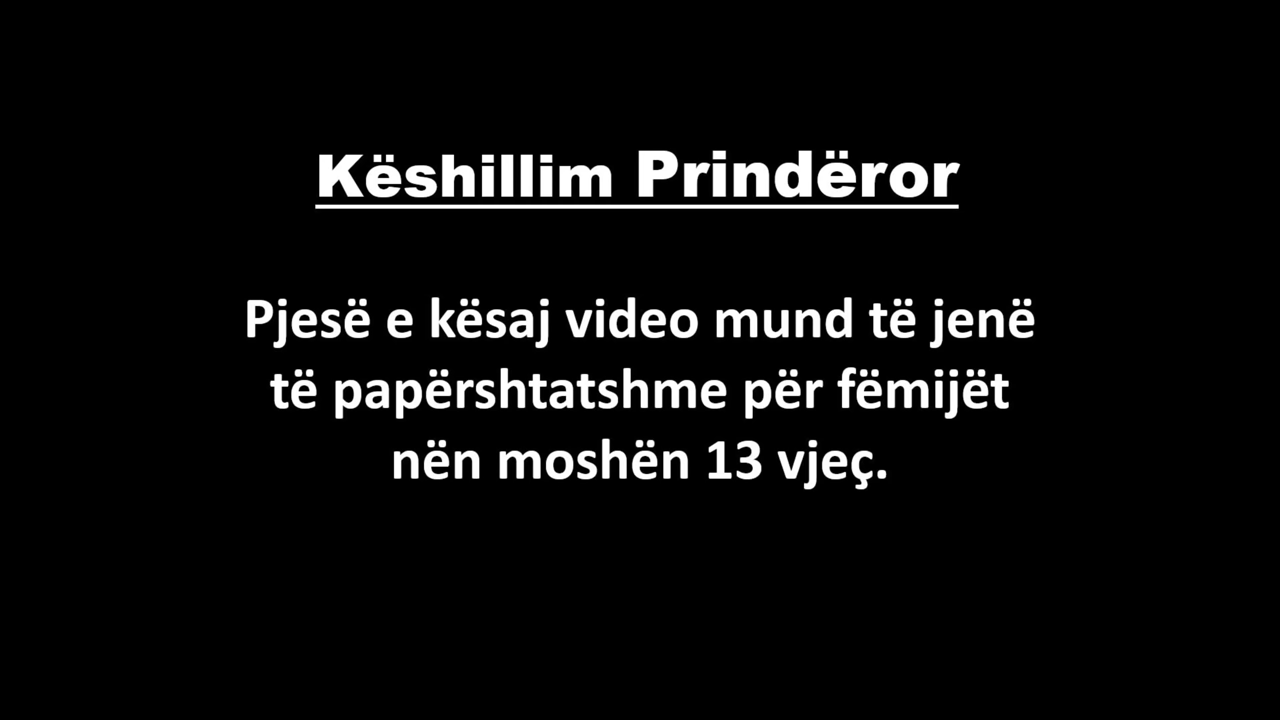 Këshillim Prindëror
Pjesë e kësaj video mund të jenë
të papërshtatshme për fëmijët
nën moshën 13 vjeç.